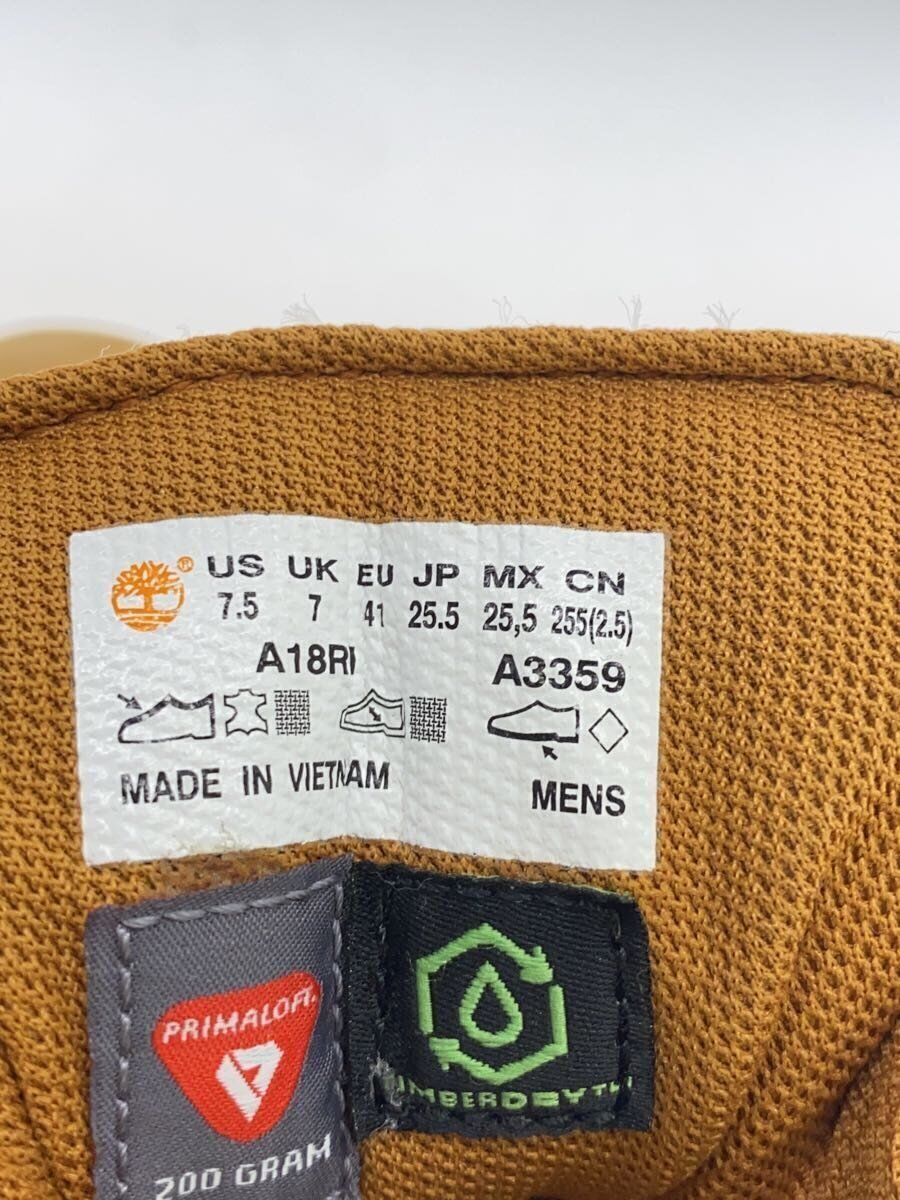 ® US UK EU JP MX CN
7.5 7 41 25.5 25,5 255(2.5)
A18RI A3359
MADE IN VIETNAM MENS
PRIMALOFT.
200 GRAM
TIMBERDRYTM